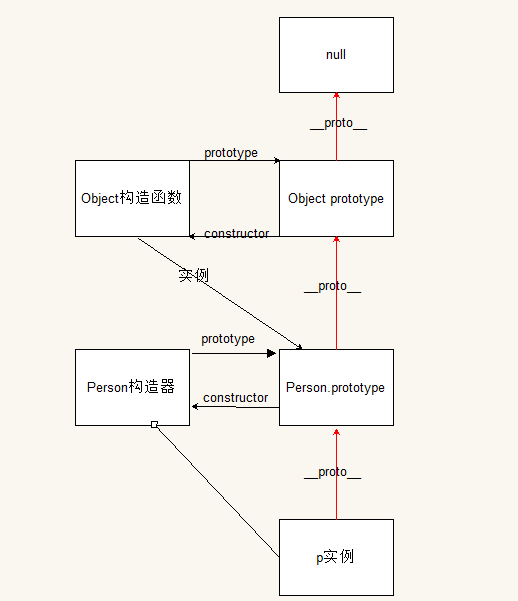 null
__proto__
prototype
Object构造函数
Object prototype
constructor
实例
__proto__
prototype
Person构造器
Person.prototype
constructor
__proto__
p实例